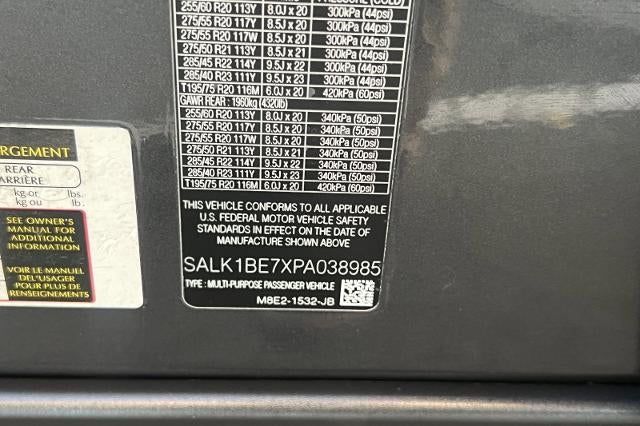 255/60 R20 113Y 8.0J x 20 300kPa (44psi)
275/55 R20 117Y 8.5J x 20 300kPa (44psi)
275/55 R20 117W 8.5J x 20 300kPa (44psi)
275/50 R21 113Y 8.5J x 21 300kPa (44psi)
285/45 R22 114Y 9.5J x 22 300kPa (44psi)
285/40 R23 111Y 9.5J x 23 300kPa (44psi)
T195/75 R20 116M 6.0J x 20 420kPa (60psi)
GAWR REAR : 1960kg (4320lb)
255/60 R20 113Y 8.0J x 20 340kPa (50psi)
275/55 R20 117Y 8.5J x 20 340kPa (50psi)
275/55 R20 117W 8.5J x 20 340kPa (50psi)
275/50 R21 113Y 8.5J x 21 340kPa (50psi)
285/45 R22 114Y 9.5J x 22 340kPa (50psi)
285/40 R23 111Y 9.5J x 23 340kPa (50psi)
T195/75 R20 116M 6.0J x 20 420kPa (60psi)
THIS VEHICLE CONFORMS TO ALL APPLICABLE
U.S. FEDERAL MOTOR VEHICLE SAFETY
STANDARDS IN EFFECT ON THE DATE OF
MANUFACTURE SHOWN ABOVE
SALK1BE7XPA038985
TYPE : MULTI-PURPOSE PASSENGER VEHICLE
M8E2-1532-JB
RGEMENT
REAR
ARRIÈRE
kg or lbs.
kg ou lb.
SEE OWNER'S
MANUAL FOR
ADDITIONAL
INFORMATION
VOIR LE MANUEL
DE L'USAGER
POUR PLUS DE
RENSEIGNEMENTS